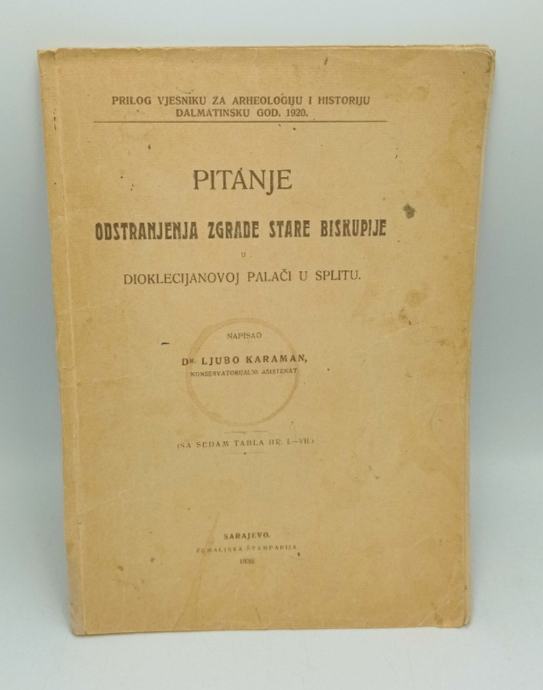 PRILOG VJESNIKU ZA ARHEOLOGIJU I HISTORIJU
DALMATINSKU GOD. 1920.
PITANJE
ODSTRANJENJA ZGRADE STARE BISKUPIJE
U
DIOKLECIJANOVOJ PALAČI U SPLITU.
NAPISAO
DR. LJUBO KARAMAN,
KONSERVATORIJALNI ASISTENAT
(SA SEDAM TABLA BR. I.—VII.)
SARAJEVO.
ZEMALJSKA ŠTAMPARIJA